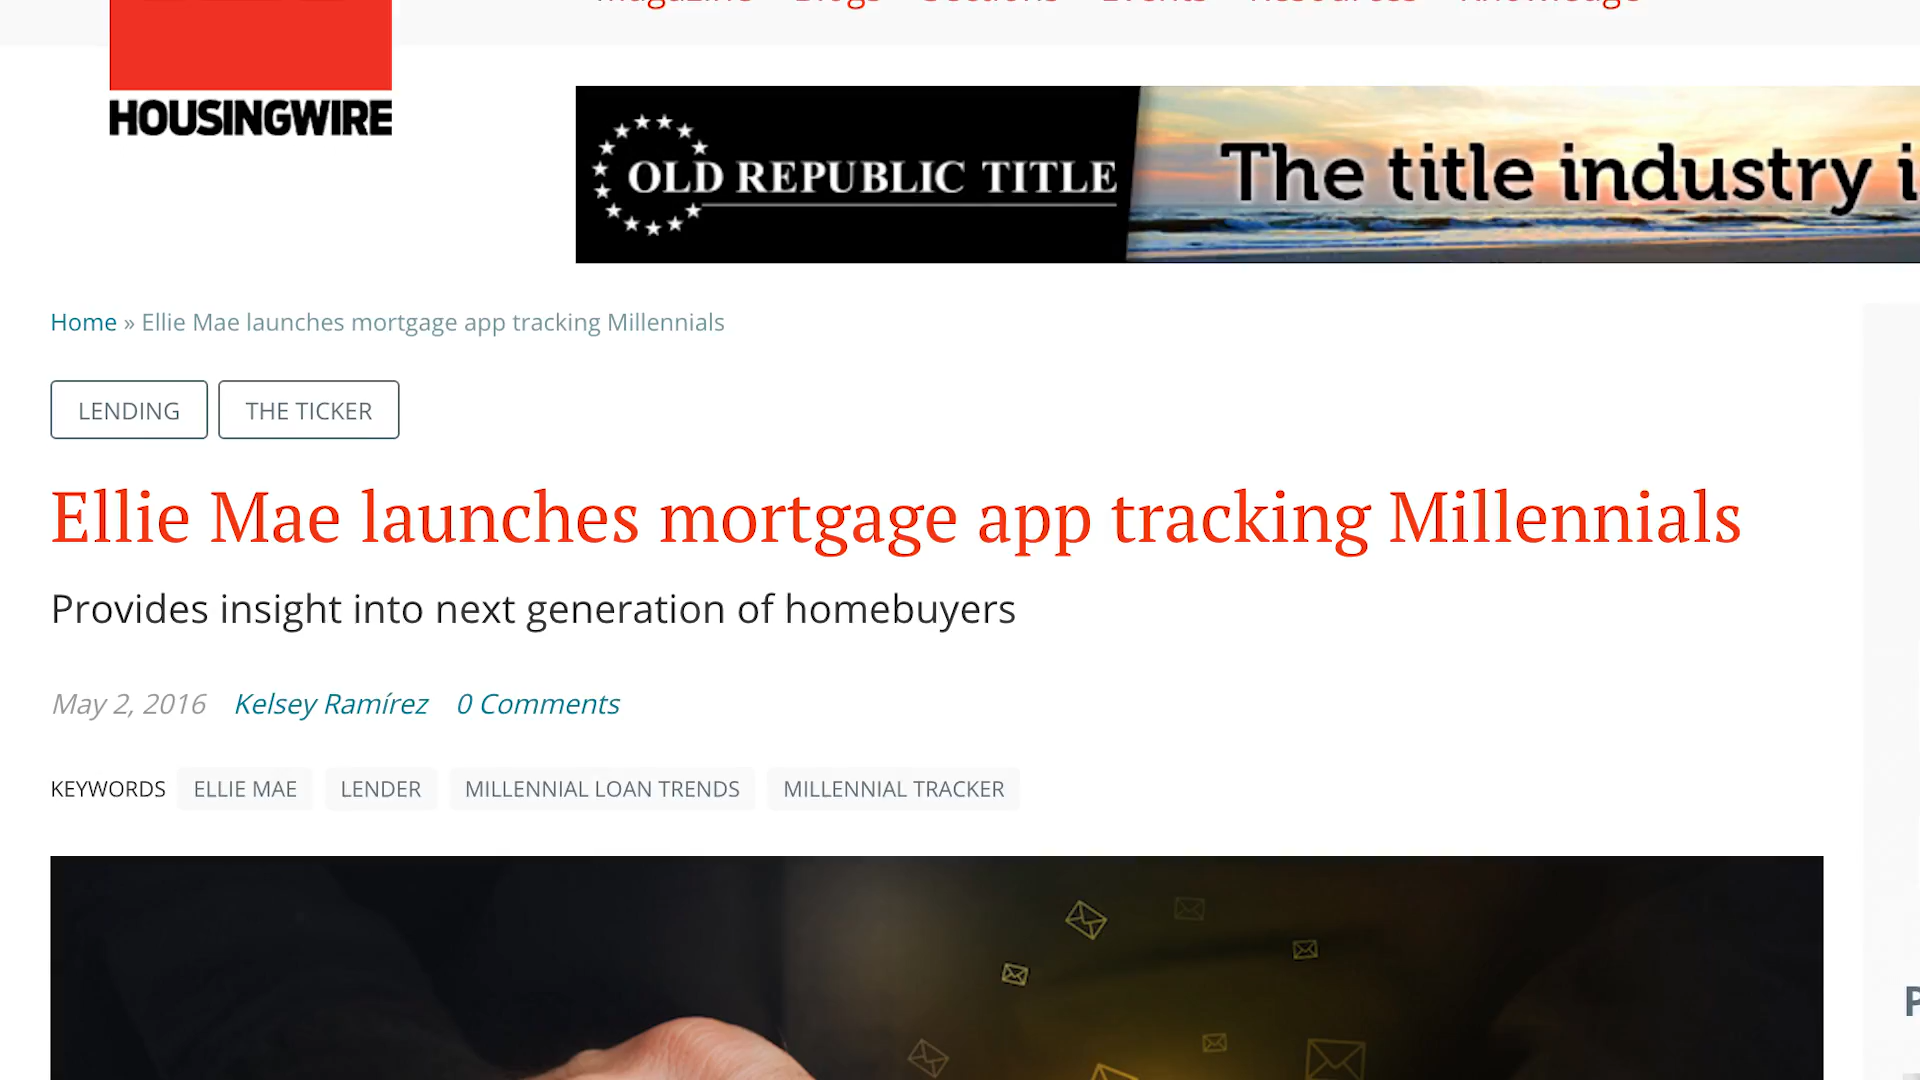 HOUSINGWIRE
OLD REPUBLIC TITLE
The title industry i
Home » Ellie Mae launches mortgage app tracking Millennials
LENDING THE TICKER
Ellie Mae launches mortgage app tracking Millennials
Provides insight into next generation of homebuyers
May 2, 2016 Kelsey Ramírez 0 Comments
KEYWORDS ELLIE MAE LENDER MILLENNIAL LOAN TRENDS MILLENNIAL TRACKER